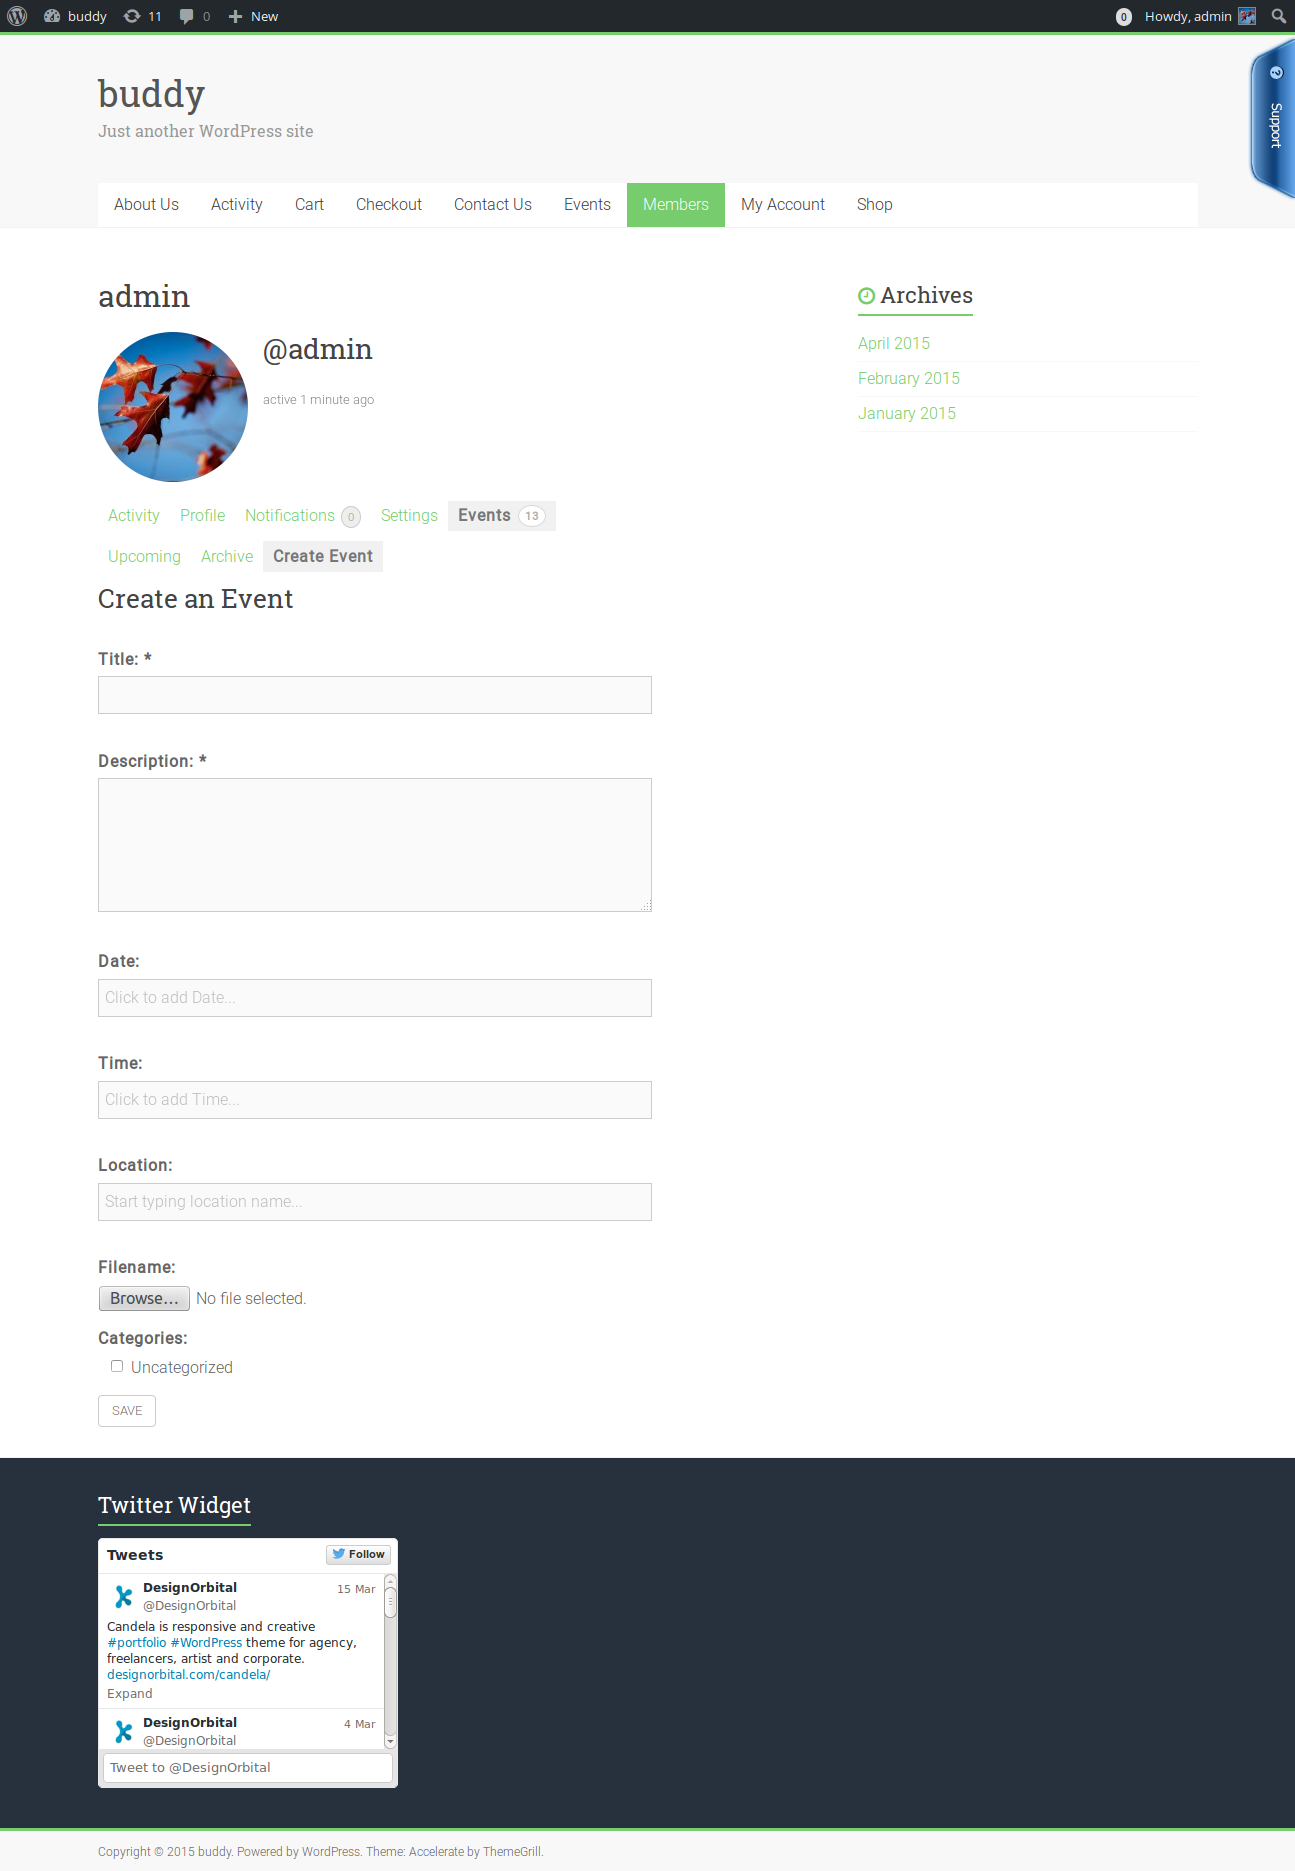 buddy 11 0 New 0 Howdy, admin
buddy
Just another WordPress site
Support
About Us Activity Cart Checkout Contact Us Events Members My Account Shop
admin
@admin
active 1 minute ago
Activity Profile Notifications 0 Settings Events 13
Upcoming Archive Create Event
Create an Event
Title: *
Description: *
Date:
Click to add Date...
Time:
Click to add Time...
Location:
Start typing location name...
Filename:
Browse... No file selected.
Categories:
Uncategorized
SAVE
Archives
April 2015
February 2015
January 2015
Twitter Widget
Tweets Follow
DesignOrbital 15 Mar
@DesignOrbital
Candela is responsive and creative
#portfolio #WordPress theme for agency,
freelancers, artist and corporate.
designorbital.com/candela/
Expand
DesignOrbital 4 Mar
@DesignOrbital
Tweet to @DesignOrbital
Copyright © 2015 buddy. Powered by WordPress. Theme: Accelerate by ThemeGrill.